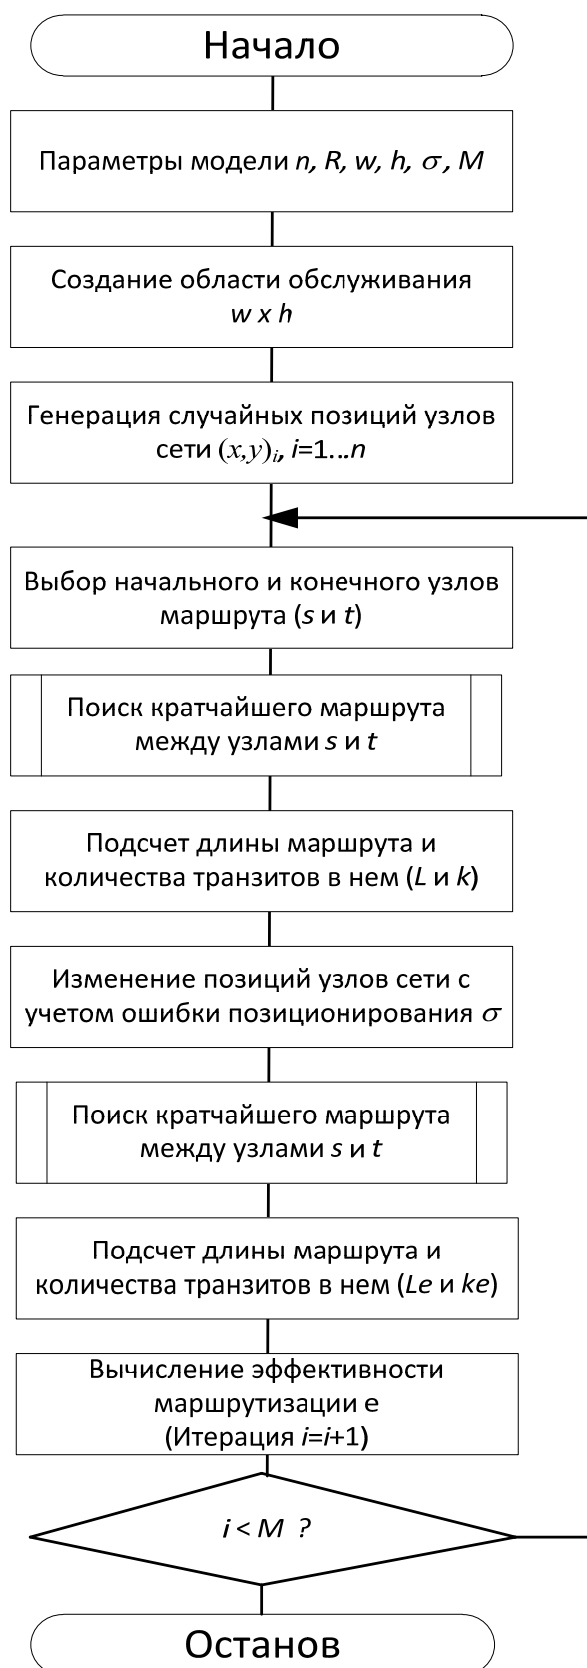 Начало
Параметры модели n, R, w, h, σ, M
Создание области обслуживания
w x h
Генерация случайных позиций узлов
сети (x,y)i, i=1...n
Выбор начального и конечного узлов
маршрута (s и t)
Поиск кратчайшего маршрута
между узлами s и t
Подсчет длины маршрута и
количества транзитов в нем (L и k)
Изменение позиций узлов сети с
учетом ошибки позиционирования σ
Поиск кратчайшего маршрута
между узлами s и t
Подсчет длины маршрута и
количества транзитов в нем (Le и ke)
Вычисление эффективности
маршрутизации e
(Итерация i=i+1)
i < M ?
Останов